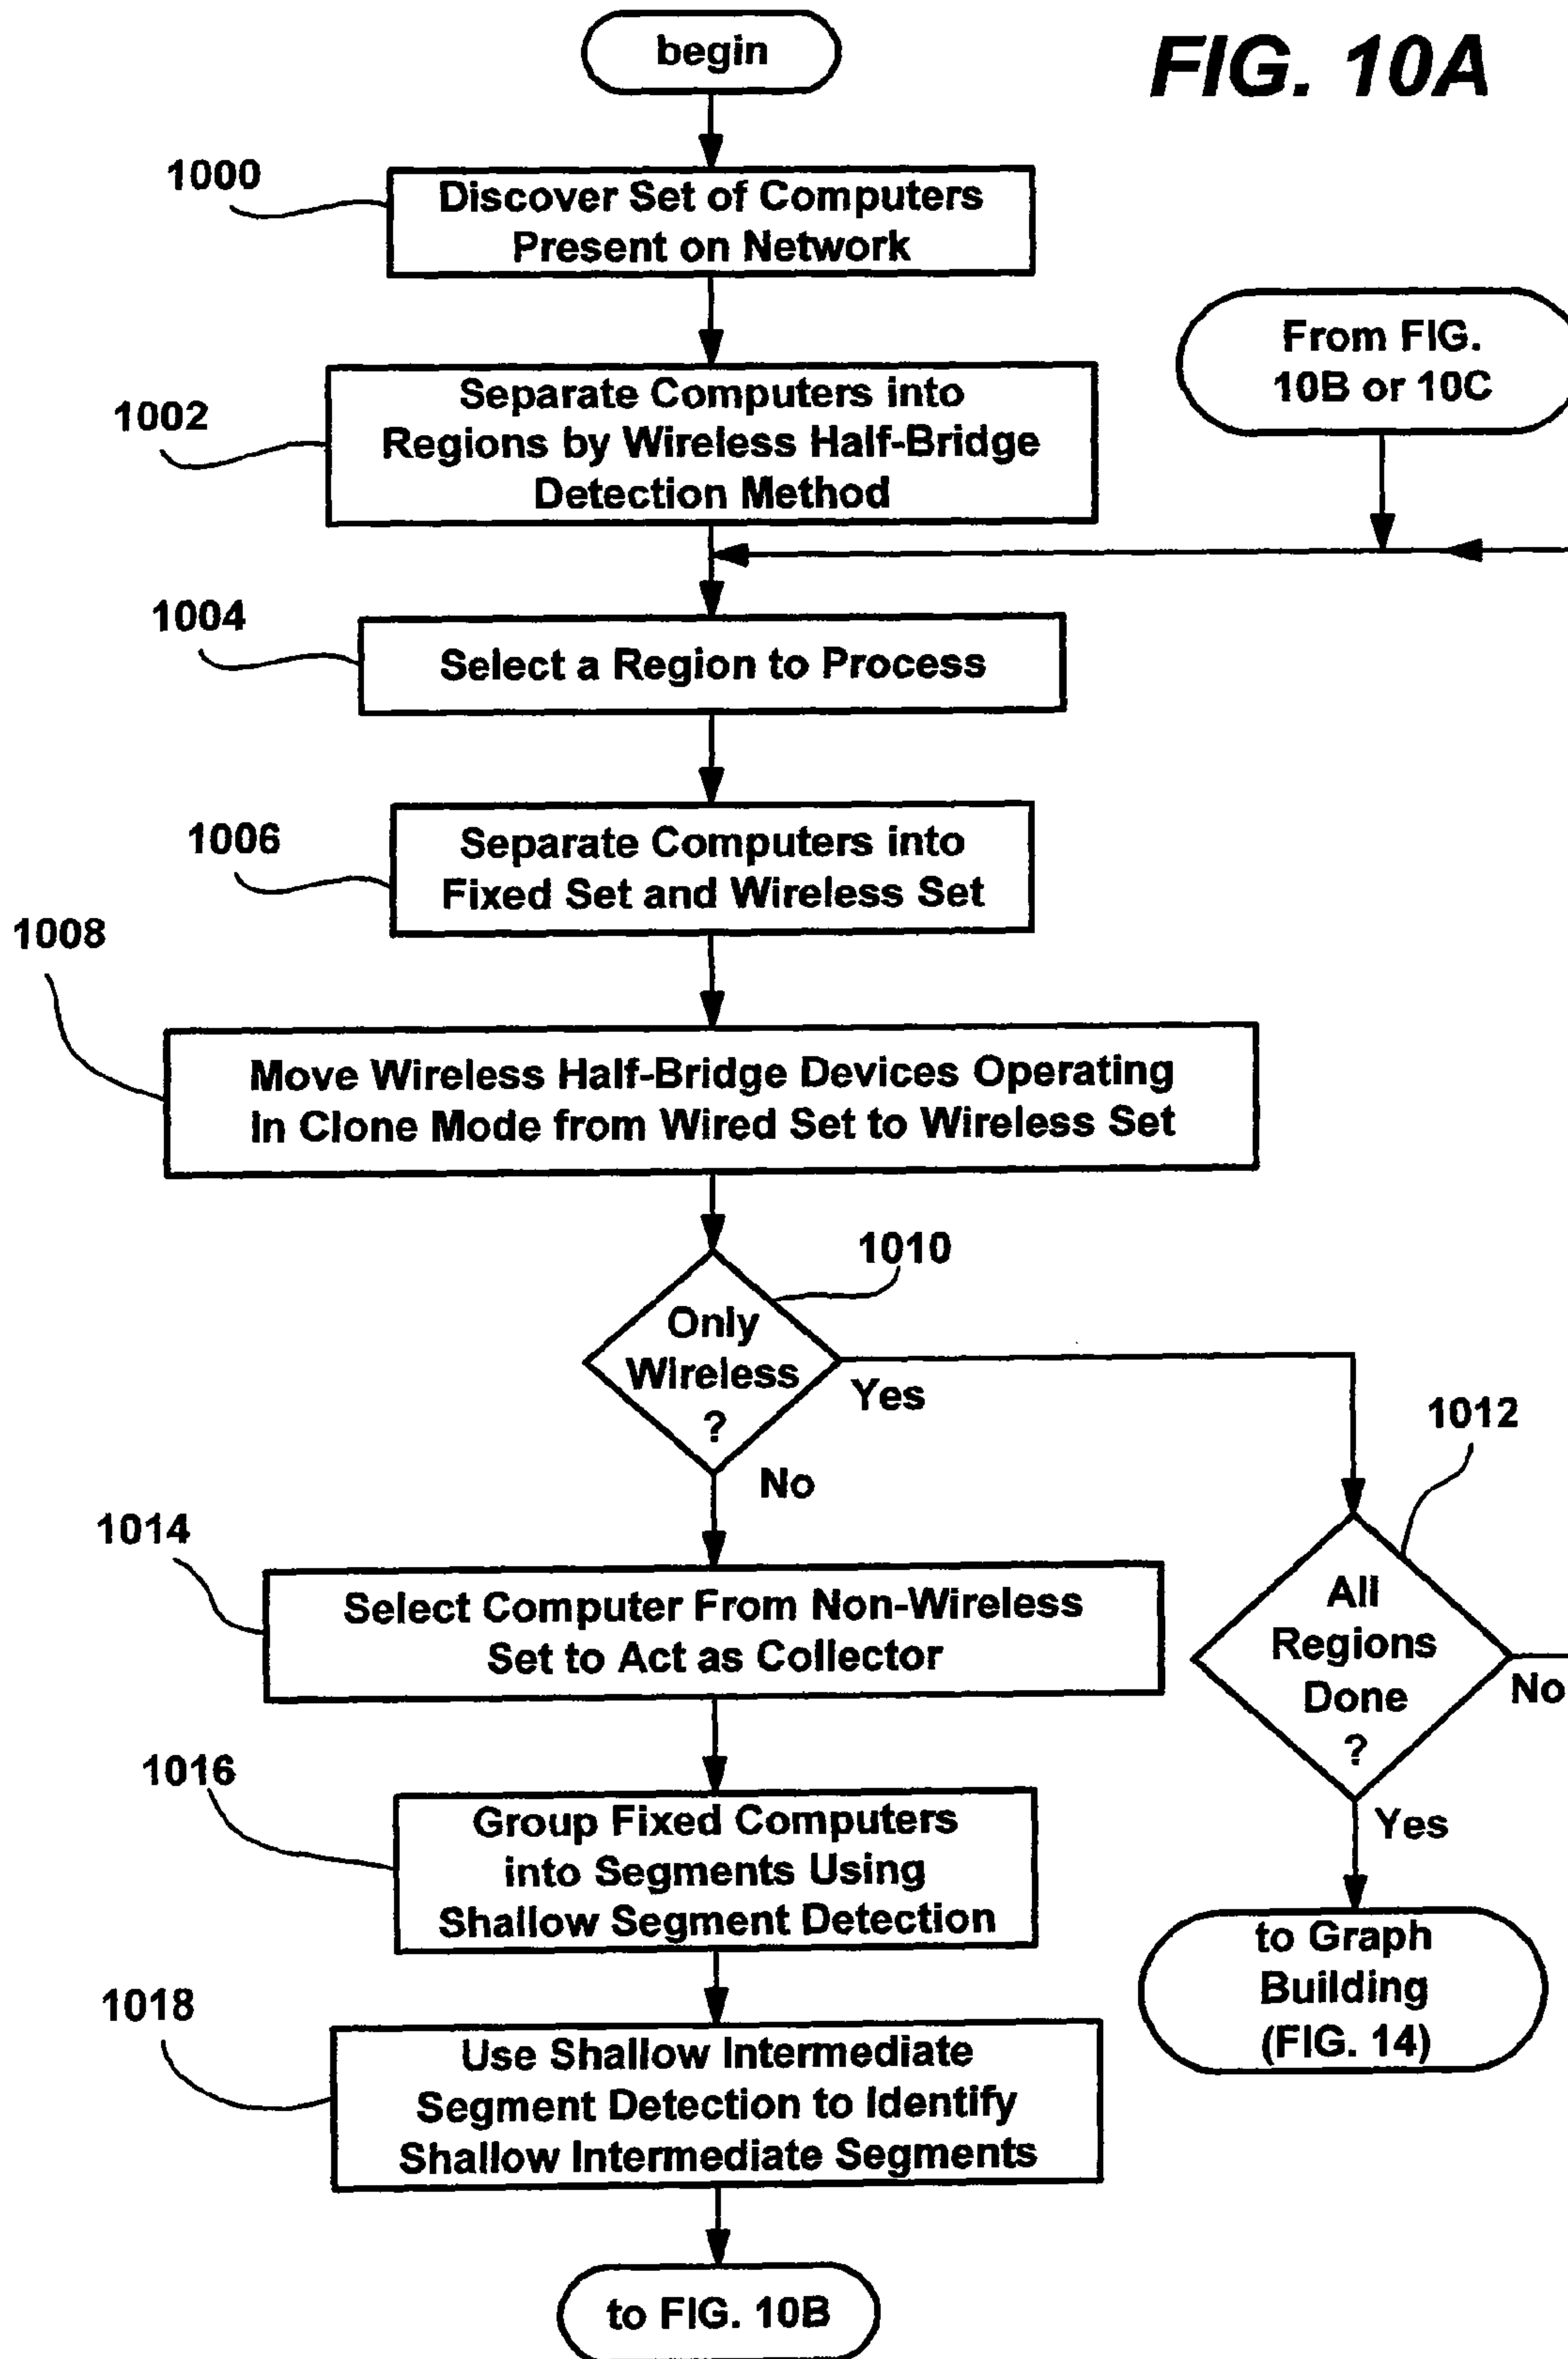 FIG. 10A
begin
1000
Discover Set of Computers
Present on Network
From FIG.
10B or 10C
1002
Separate Computers into
Regions by Wireless Half-Bridge
Detection Method
1004
Select a Region to Process
1006
Separate Computers into
Fixed Set and Wireless Set
1008
Move Wireless Half-Bridge Devices Operating
In Clone Mode from Wired Set to Wireless Set
1010
Only
Wireless
?
Yes
No
1012
All
Regions
Done
?
No
Yes
1014
Select Computer From Non-Wireless
Set to Act as Collector
1016
Group Fixed Computers
into Segments Using
Shallow Segment Detection
to Graph
Building
(FIG. 14)
1018
Use Shallow Intermediate
Segment Detection to Identify
Shallow Intermediate Segments
to FIG. 10B